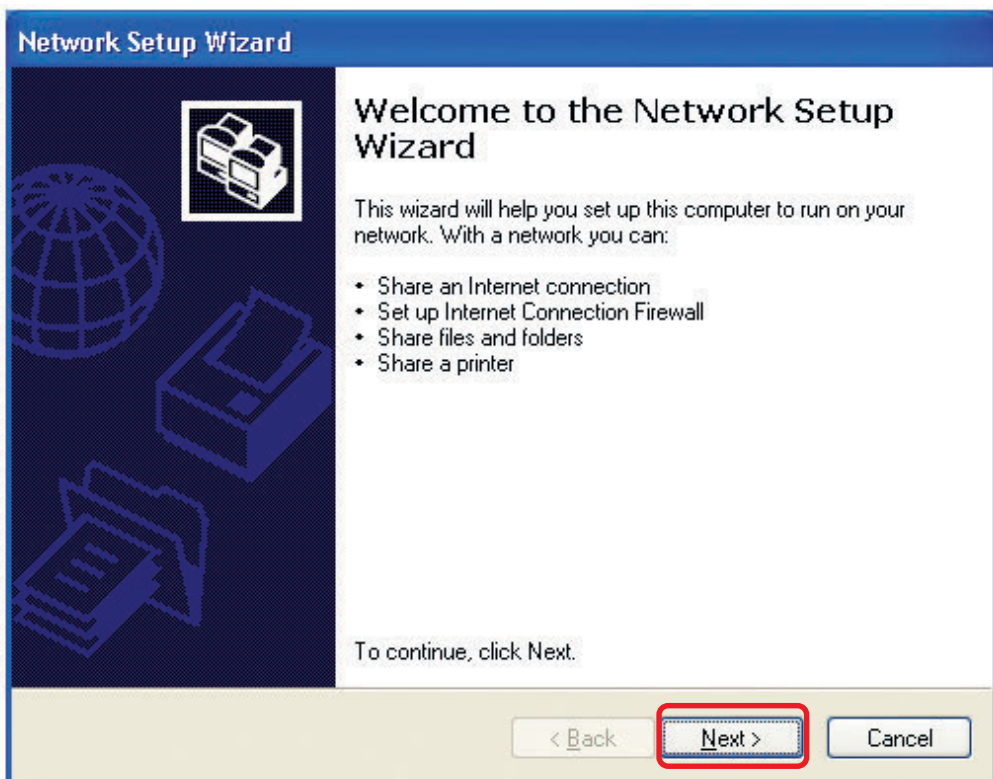 Network Setup Wizard
Welcome to the Network Setup
Wizard
This wizard will help you set up this computer to run on your
network. With a network you can:
• Share an Internet connection
• Set up Internet Connection Firewall
• Share files and folders
• Share a printer
To continue, click Next.
< Back Next > Cancel